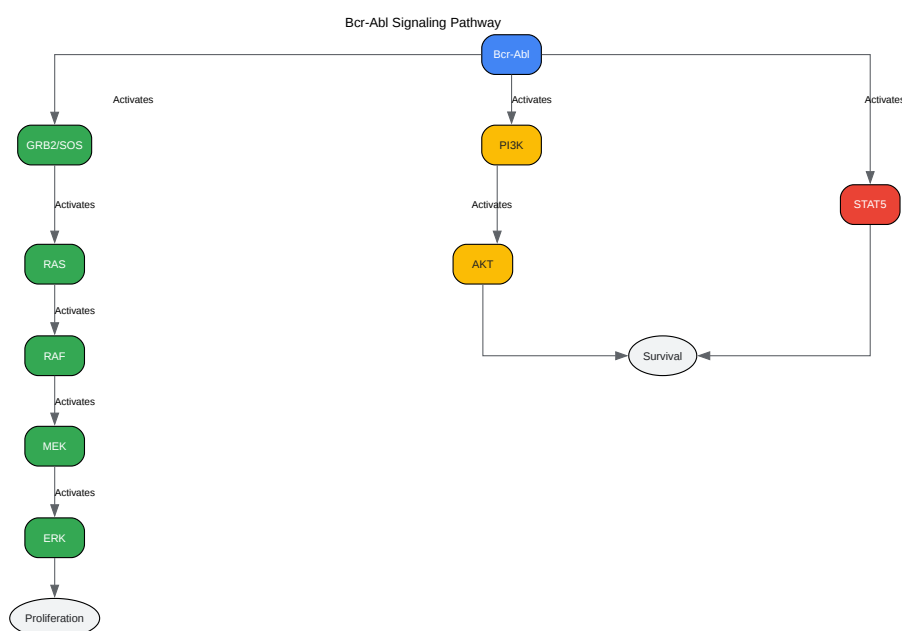 Bcr-Abl Signaling Pathway
Bcr-Abl
Activates
Activates
Activates
GRB2/SOS
PI3K
Activates
Activates
STAT5
RAS
AKT
Activates
RAF
Survival
Activates
MEK
Activates
ERK
Proliferation